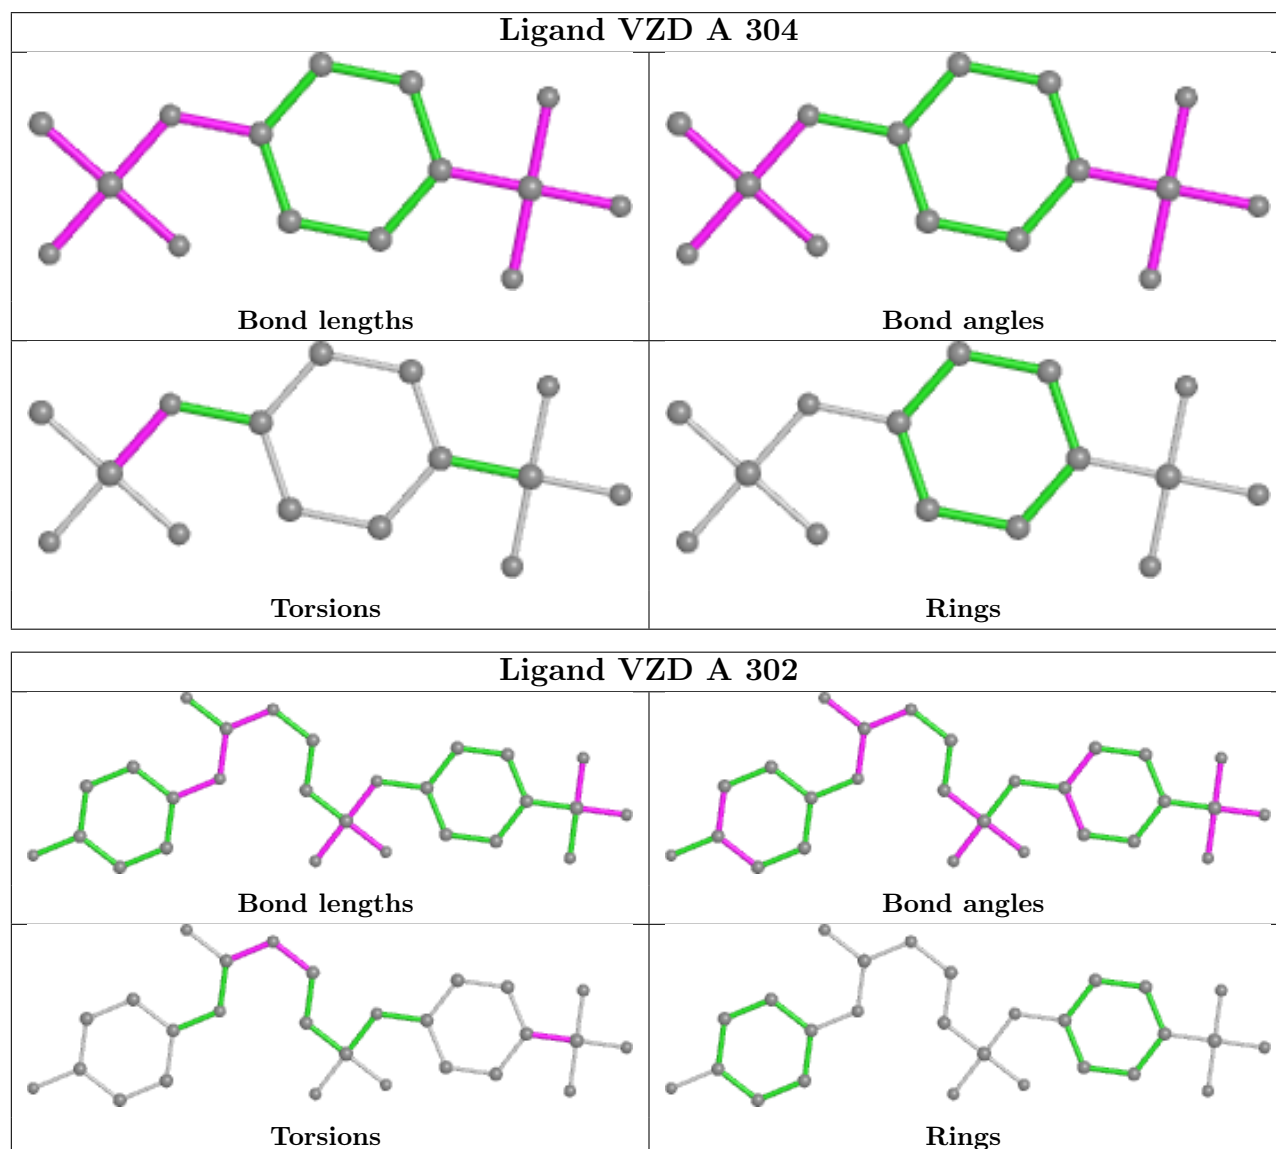 Ligand VZD A 304
Bond lengths
Bond angles
Torsions
Rings
Ligand VZD A 302
Bond lengths
Bond angles
Torsions
Rings